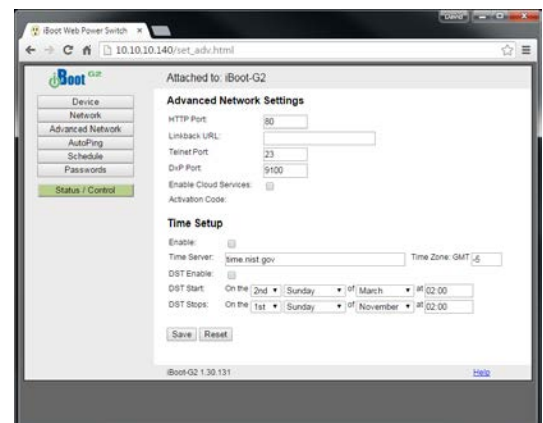 David
iBoot Web Power Switch
10.10.10.140/set_adv.html
iBoot G2
Attached to: iBoot-G2
Device
Network
Advanced Network
AutoPing
Schedule
Passwords
Status / Control
Advanced Network Settings
HTTP Port: 80
Linkback URL:
Telnet Port: 23
DxP Port: 9100
Enable Cloud Services:
Activation Code:
Time Setup
Enable:
Time Server: time.nist.gov Time Zone: GMT -5
DST Enable:
DST Start: On the 2nd Sunday of March at 02:00
DST Stops: On the 1st Sunday of November at 02:00
Save Reset
iBoot-G2 1.30.131 Help